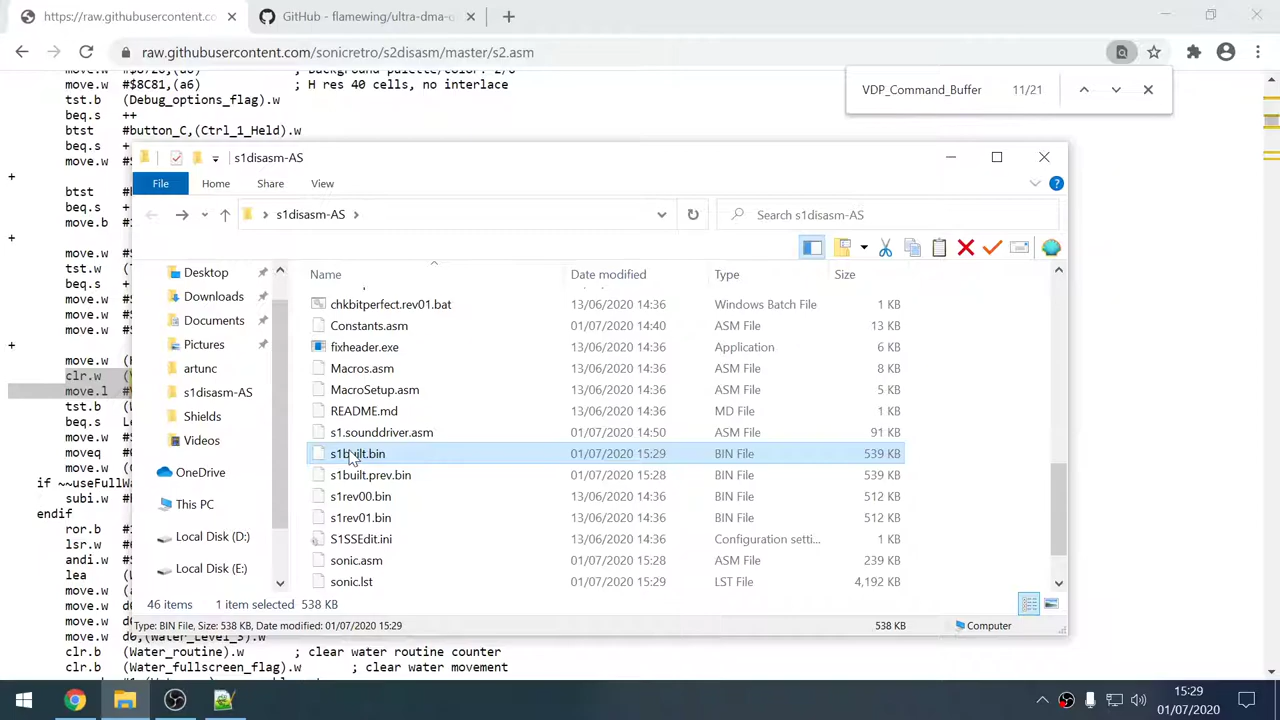 https://raw.githubusercontent.co
GitHub - flamewing/ultra-dma-
raw.githubusercontent.com/sonicretro/s2disasm/master/s2.asm
VDP_Command_Buffer 11/21
move.w #$8C81,(a6) ; H res 40 cells, no interlace
tst.b (Debug_options_flag).w
beq.s ++
btst #button_C,(Ctrl_1_Held).w
beq.s +
move.w
+
btst
beq.s +
move.b
+
move.w
tst.w
beq.s
move.w
move.w
move.w
+
move.w
clr.w
move.l
tst.b
beq.s
move.w
moveq
move.w
if ~~useFullWa
subi.w
endif
ror.b
lsr.w
andi.w
lea
move.w
move.w
move.w d0,(Water_Level_3).w
clr.b (Water_routine).w ; clear water routine counter
clr.b (Water_fullscreen_flag).w ; clear water movement
s1disasm-AS
File Home Share View
s1disasm-AS
Search s1disasm-AS
Name Date modified Type Size
Desktop
Downloads
Documents
Pictures
artunc
s1disasm-AS
Shields
Videos
OneDrive
This PC
Local Disk (D:)
Local Disk (E:)
chkbitperfect.rev01.bat 13/06/2020 14:36 Windows Batch File 1 KB
Constants.asm 01/07/2020 14:40 ASM File 13 KB
fixheader.exe 13/06/2020 14:36 Application 6 KB
Macros.asm 13/06/2020 14:36 ASM File 8 KB
MacroSetup.asm 13/06/2020 14:36 ASM File 5 KB
README.md 13/06/2020 14:36 MD File 1 KB
s1.sounddriver.asm 01/07/2020 14:50 ASM File 91 KB
s1built.bin 01/07/2020 15:29 BIN File 539 KB
s1built.prev.bin 01/07/2020 15:28 BIN File 539 KB
s1rev00.bin 13/06/2020 14:36 BIN File 512 KB
s1rev01.bin 13/06/2020 14:36 BIN File 512 KB
S1SSEdit.ini 13/06/2020 14:36 Configuration setti... 1 KB
sonic.asm 01/07/2020 15:28 ASM File 239 KB
sonic.lst 01/07/2020 15:29 LST File 4,192 KB
46 items 1 item selected 538 KB
Type: BIN File, Size: 538 KB, Date modified: 01/07/2020 15:29 890 KB Computer
15:29
01/07/2020